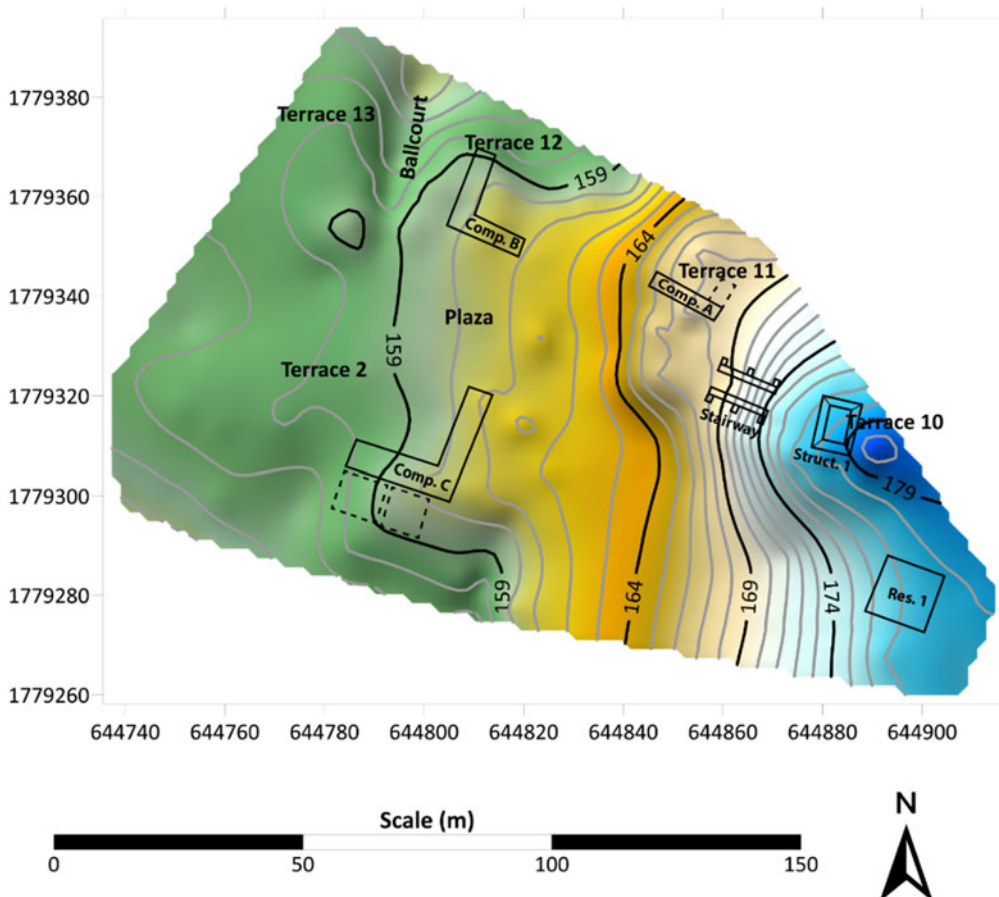 1779380
1779360
1779340
1779320
1779300
1779280
1779260
Terrace 13
Ballcourt
Terrace 12
159
Comp. B
164
Terrace 11
Comp. A
Plaza
159
Terrace 2
Stairway
Terrace 10
Struct. 1
Comp. C
179
159
164
169
174
Res. 1
644740
644760
644780
644800
644820
644840
644860
644880
644900
Scale (m)
0
50
100
150
N